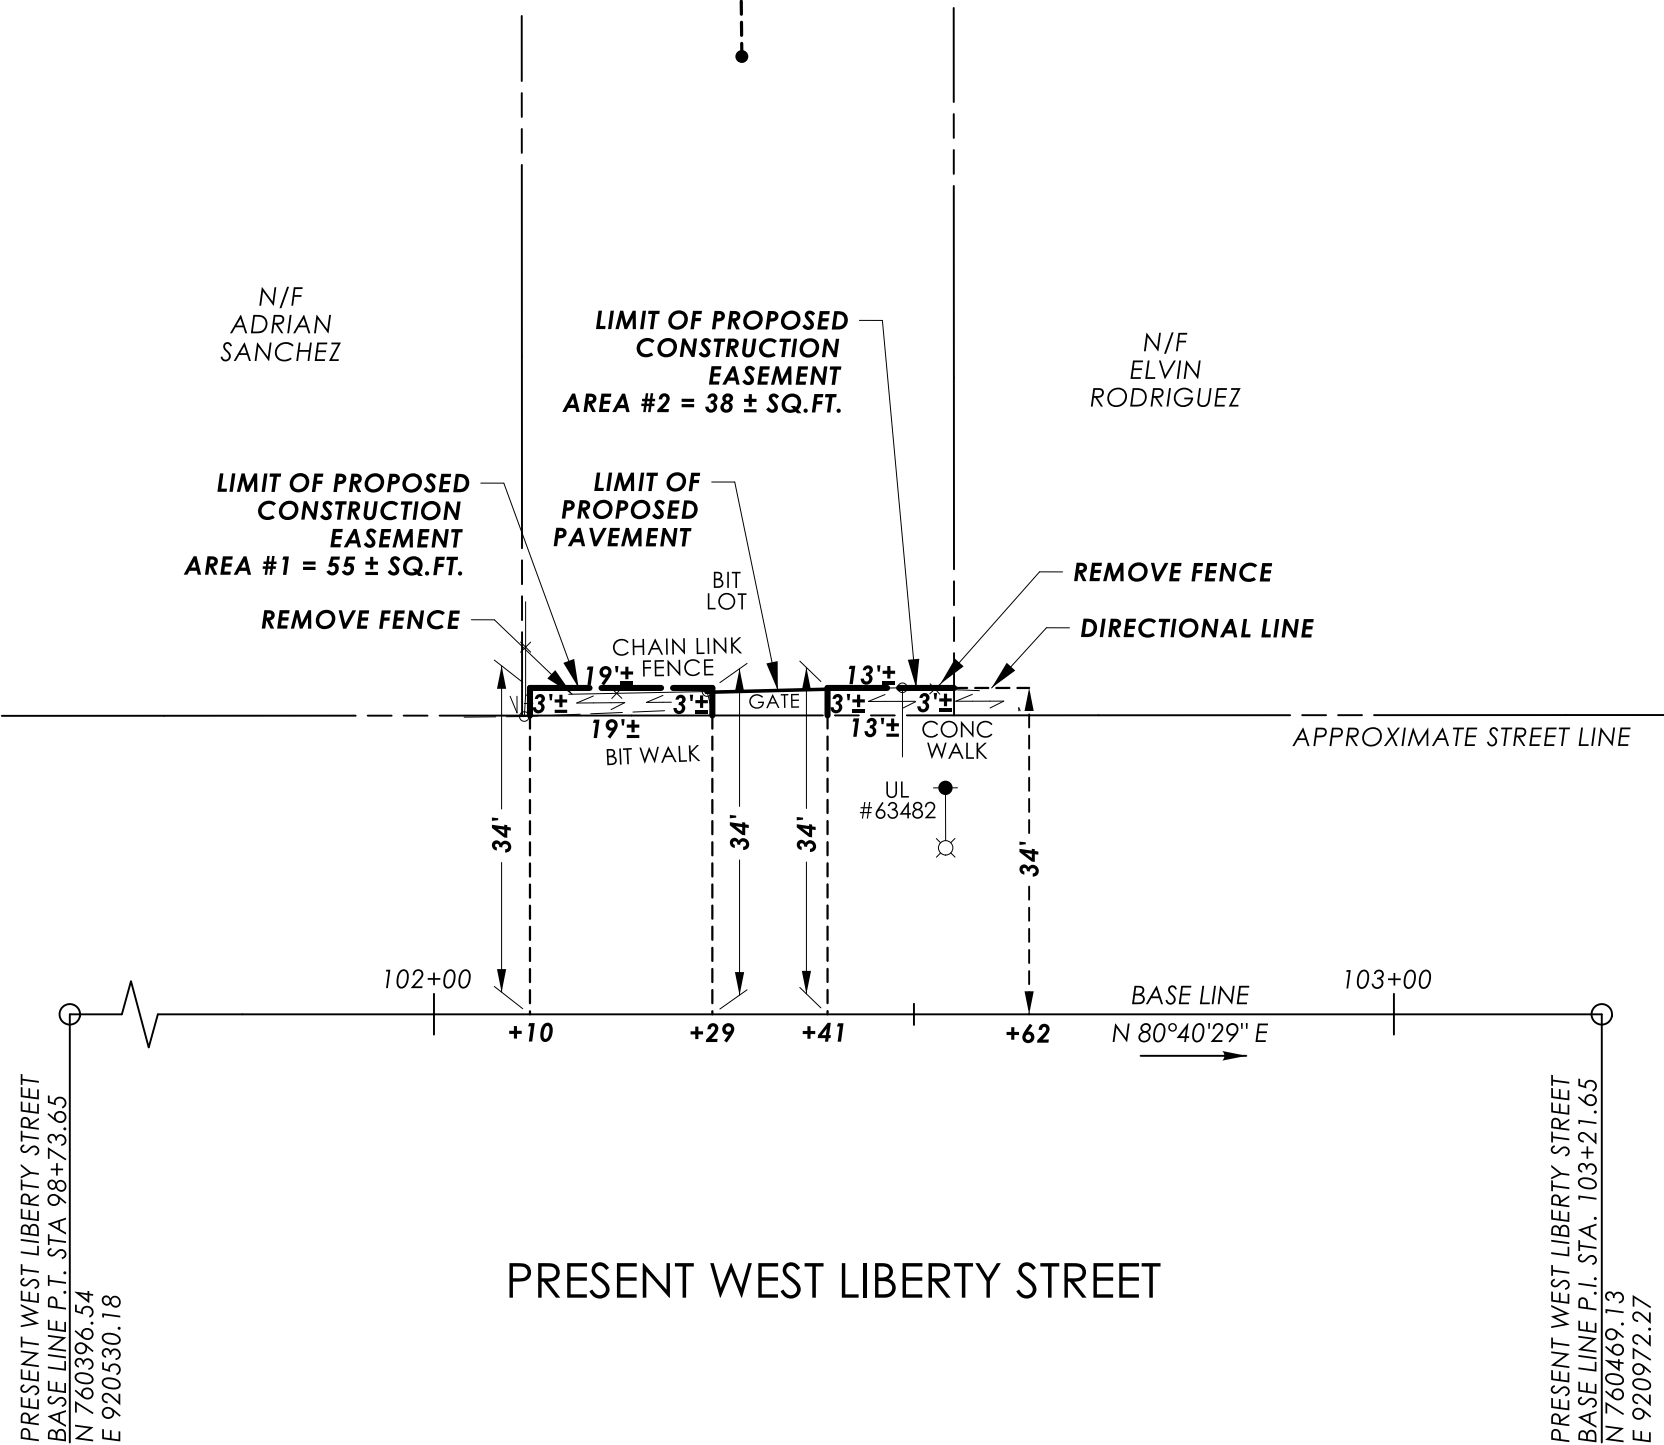 N/F
ADRIAN
SANCHEZ
LIMIT OF PROPOSED
CONSTRUCTION
EASEMENT
AREA #2 = 38 ± SQ.FT.
N/F
ELVIN
RODRIGUEZ
LIMIT OF PROPOSED
CONSTRUCTION
EASEMENT
AREA #1 = 55 ± SQ.FT.
LIMIT OF
PROPOSED
PAVEMENT
REMOVE FENCE
BIT
LOT
REMOVE FENCE
DIRECTIONAL LINE
CHAIN LINK
FENCE
19'±
13'±
3'±
3'±
GATE
3'±
3'±
19'±
13'±
BIT WALK
CONC
WALK
APPROXIMATE STREET LINE
UL
#63482
34'
34'
34'
34'
102+00
103+00
BASE LINE
N 80°40'29" E
+10
+29
+41
+62
PRESENT WEST LIBERTY STREET
BASE LINE P.T. STA 98+73.65
N 760396.54
E 920530.18
PRESENT WEST LIBERTY STREET
PRESENT WEST LIBERTY STREET
BASE LINE P.I. STA. 103+21.65
N 760469.13
E 920972.27